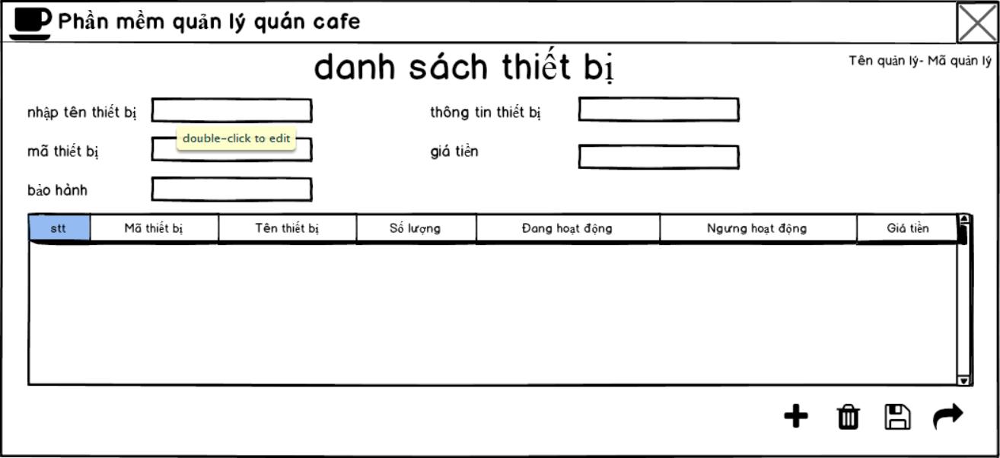 Phần mềm quản lý quán cafe
danh sách thiết bị
Tên quản lý- Mã quản lý
nhập tên thiết bị
thông tin thiết bị
double-click to edit
mã thiết bị
giá tiền
bảo hành
stt Mã thiết bị Tên thiết bị Số lượng Đang hoạt động Ngưng hoạt động Giá tiền